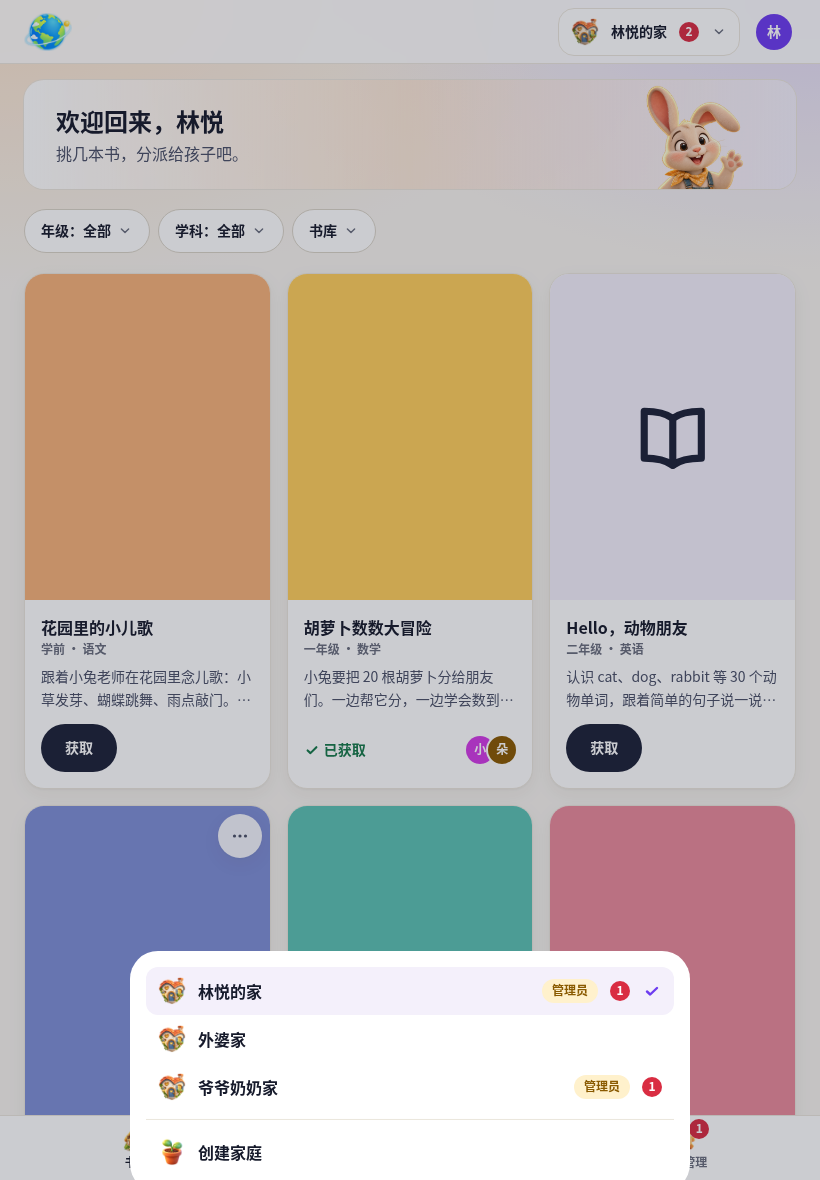 林悦的家 2
林
欢迎回来，林悦
挑几本书，分派给孩子吧。
年级：全部 学科：全部 书库
花园里的小儿歌
学前 • 语文
跟着小兔老师在花园里念儿歌：小
草发芽、蝴蝶跳舞、雨点敲门。…
获取
胡萝卜数数大冒险
一年级 • 数学
小兔要把 20 根胡萝卜分给朋友
们。一边帮它分，一边学会数到…
已获取
小 朵
Hello，动物朋友
二年级 • 英语
认识 cat、dog、rabbit 等 30 个动
物单词，跟着简单的句子说一说…
获取
林悦的家 管理员 1
外婆家
爷爷奶奶家 管理员 1
创建家庭
1
管理